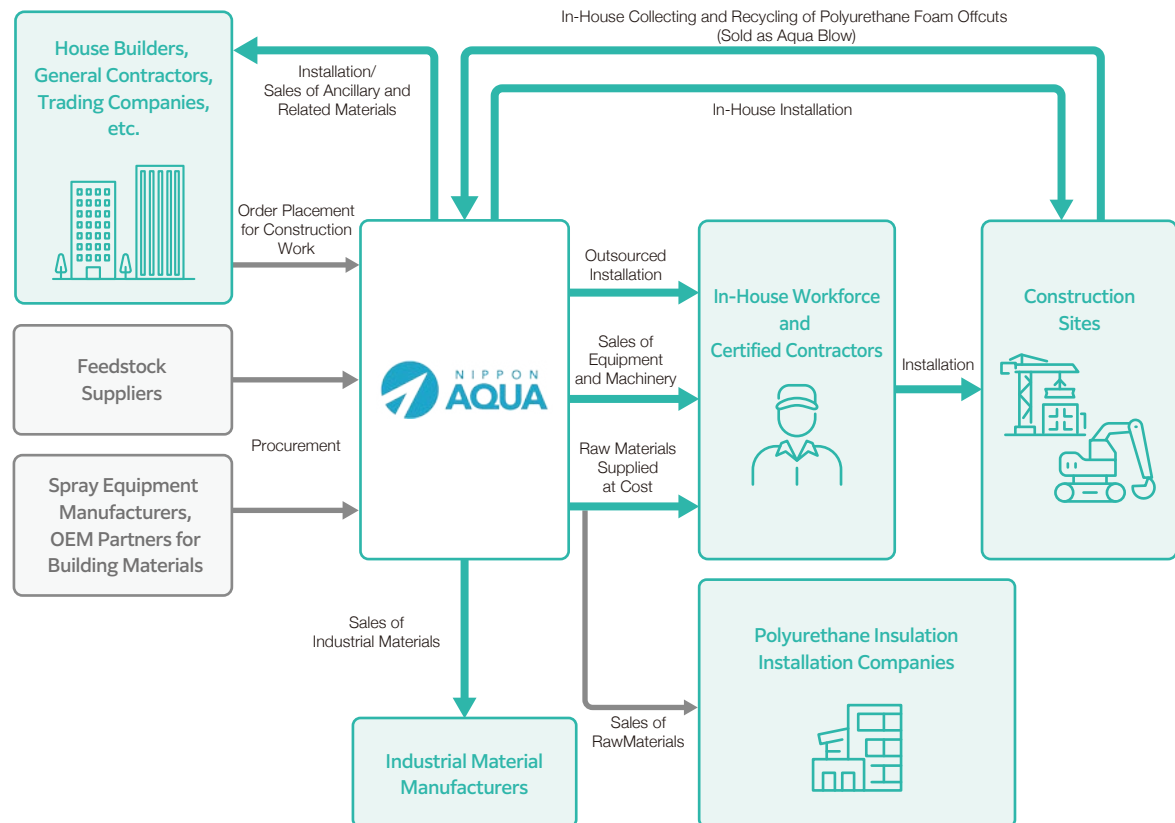 In-House Collecting and Recycling of Polyurethane Foam Offcuts
(Sold as Aqua Blow)
House Builders,
General Contractors,
Trading Companies,
etc.
Installation/
Sales of Ancillary and
Related Materials
In-House Installation
Order Placement
for Construction
Work
Feedstock
Suppliers
Procurement
Spray Equipment
Manufacturers,
OEM Partners for
Building Materials
NIPPON
AQUA
Outsourced
Installation
Sales of
Equipment
and Machinery
Raw Materials
Supplied
at Cost
In-House Workforce
and
Certified Contractors
Installation
Construction
Sites
Sales of
Industrial Materials
Industrial Material
Manufacturers
Sales of
RawMaterials
Polyurethane Insulation
Installation Companies